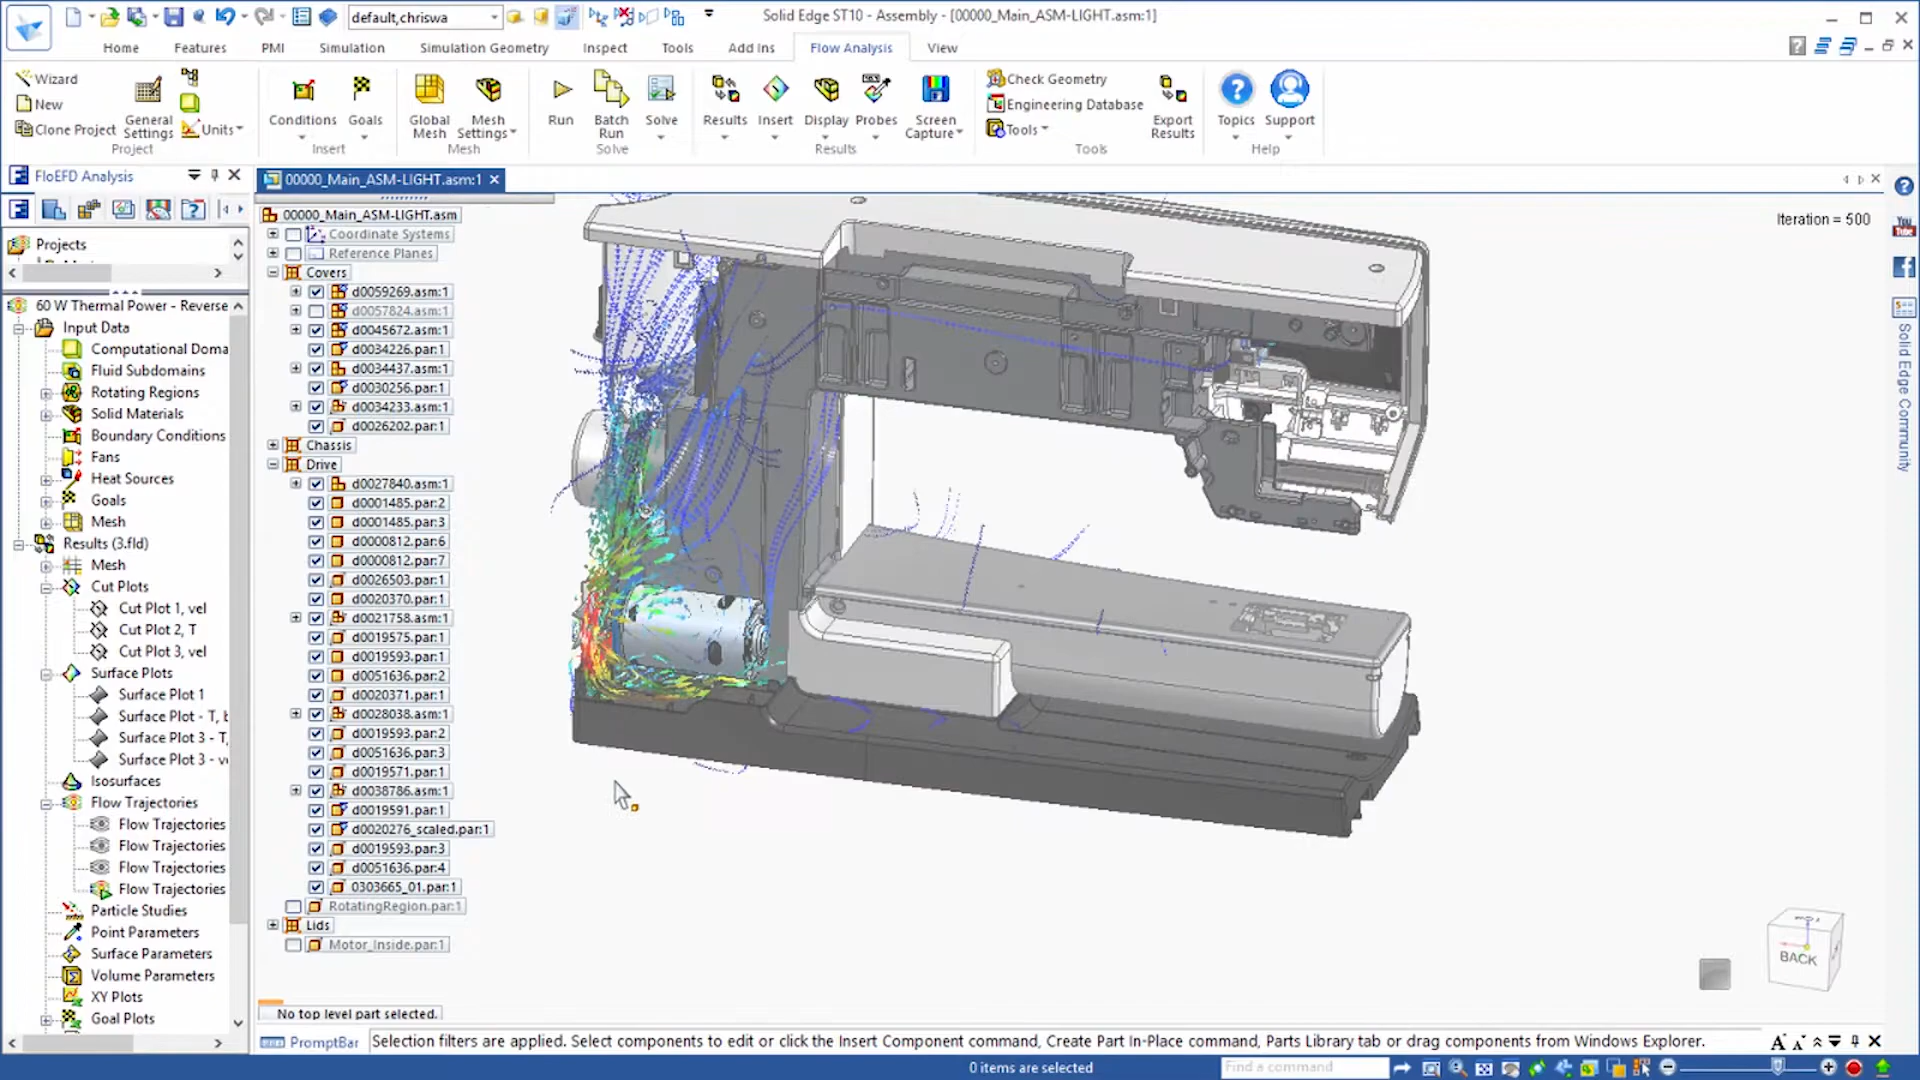 default,chriswa
Solid Edge ST10 - Assembly - [00000_Main_ASM-LIGHT.asm:1]
Home
Features
PMI
Simulation
Simulation Geometry
Inspect
Tools
Add Ins
Flow Analysis
View
Wizard
New
Clone Project
General Settings
Units
Project
Conditions
Goals
Insert
Global Mesh
Mesh Settings
Mesh
Run
Batch Run
Solve
Solve
Results
Insert
Display
Probes
Screen Capture
Results
Check Geometry
Engineering Database
Tools
Export Results
Tools
Topics
Support
Help
FloEFD Analysis
00000_Main_ASM-LIGHT.asm:1
Projects
60 W Thermal Power - Reverse
Input Data
Computational Doma
Fluid Subdomains
Rotating Regions
Solid Materials
Boundary Conditions
Fans
Heat Sources
Goals
Mesh
Results (3.fld)
Mesh
Cut Plots
Cut Plot 1, vel
Cut Plot 2, T
Cut Plot 3, vel
Surface Plots
Surface Plot 1
Surface Plot - T, b
Surface Plot 3 - T,
Surface Plot 3 - v
Isosurfaces
Flow Trajectories
Flow Trajectories
Flow Trajectories
Flow Trajectories
Flow Trajectories
Particle Studies
Point Parameters
Surface Parameters
Volume Parameters
XY Plots
Goal Plots
00000_Main_ASM-LIGHT.asm
Coordinate Systems
Reference Planes
Covers
d0059269.asm:1
d0057824.asm:1
d0045672.asm:1
d0034226.par:1
d0034437.asm:1
d0030256.par:1
d0034233.asm:1
d0026202.par:1
Chassis
Drive
d0027840.asm:1
d0001485.par:2
d0001485.par:3
d0000812.par:6
d0000812.par:7
d0026503.par:1
d0020370.par:1
d0021758.asm:1
d0019575.par:1
d0019593.par:1
d0051636.par:2
d0020371.par:1
d0028038.asm:1
d0019593.par:2
d0051636.par:3
d0019571.par:1
d0038786.asm:1
d0019591.par:1
d0020276_scaled.par:1
d0019593.par:3
d0051636.par:4
0303665_01.par:1
RotatingRegion.par:1
Lids
Motor_Inside.par:1
No top level part selected.
Iteration = 500
You Tube
Solid Edge Community
BACK
PromptBar
Selection filters are applied. Select components to edit or click the Insert Component command, Create Part In-Place command, Parts Library tab or drag components from Windows Explorer.
0 items are selected
Find a command